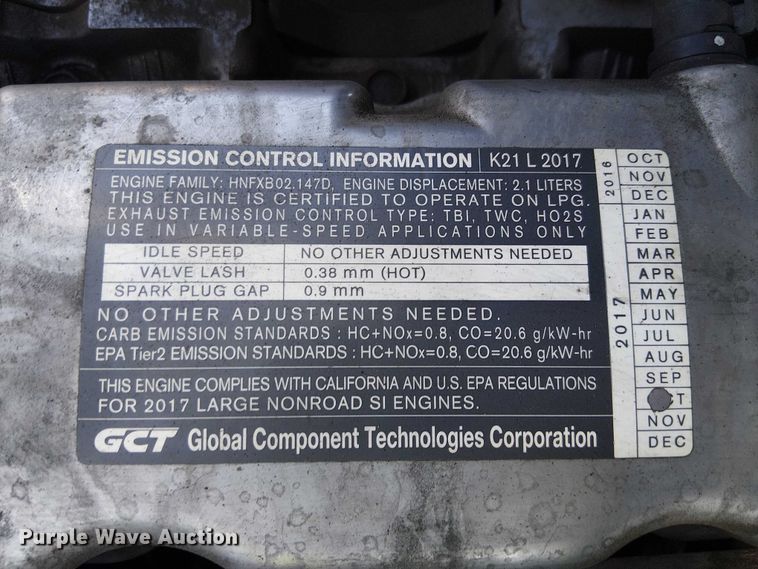 EMISSION CONTROL INFORMATION K21 L 2017
ENGINE FAMILY: HNFXB02.147D, ENGINE DISPLACEMENT: 2.1 LITERS
THIS ENGINE IS CERTIFIED TO OPERATE ON LPG.
EXHAUST EMISSION CONTROL TYPE: TBI, TWC, HO2S
USE IN VARIABLE-SPEED APPLICATIONS ONLY
IDLE SPEED NO OTHER ADJUSTMENTS NEEDED
VALVE LASH 0.38 mm (HOT)
SPARK PLUG GAP 0.9 mm
NO OTHER ADJUSTMENTS NEEDED.
CARB EMISSION STANDARDS : HC+NOx=0.8, CO=20.6 g/kW-hr
EPA Tier2 EMISSION STANDARDS : HC+NOx=0.8, CO=20.6 g/kW-hr
THIS ENGINE COMPLIES WITH CALIFORNIA AND U.S. EPA REGULATIONS
FOR 2017 LARGE NONROAD SI ENGINES.
GCT Global Component Technologies Corporation
2016
OCT
NOV
DEC
2017
JAN
FEB
MAR
APR
MAY
JUN
JUL
AUG
SEP
NOV
DEC
Purple Wave Auction